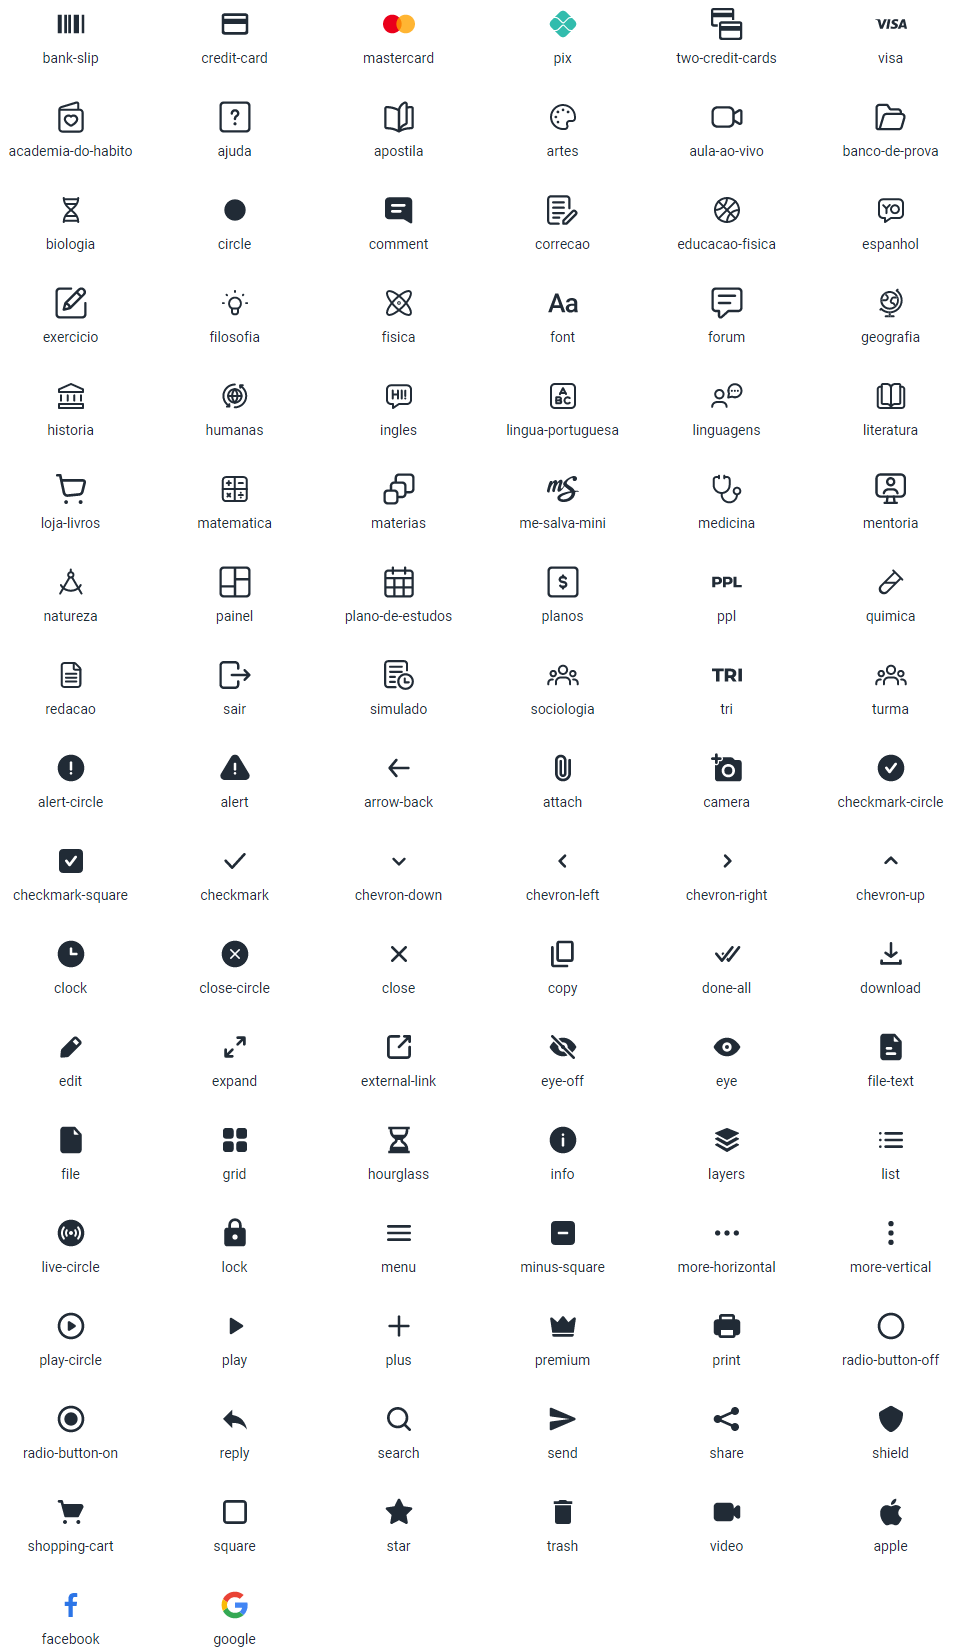 VISA
bank-slip credit-card mastercard pix two-credit-cards visa
?
academia-do-habito ajuda apostila artes aula-ao-vivo banco-de-prova
YO
biologia circle comment correcao educacao-fisica espanhol
Aa
exercicio filosofia fisica font forum geografia
HI! A
BC
historia humanas ingles lingua-portuguesa linguagens literatura
mS
loja-livros matematica materias me-salva-mini medicina mentoria
$ PPL
natureza painel plano-de-estudos planos ppl quimica
TRI
redacao sair simulado sociologia tri turma
! !
alert-circle alert arrow-back attach camera checkmark-circle
checkmark-square checkmark chevron-down chevron-left chevron-right chevron-up
clock close-circle close copy done-all download
edit expand external-link eye-off eye file-text
i
file grid hourglass info layers list
live-circle lock menu minus-square more-horizontal more-vertical
play-circle play plus premium print radio-button-off
radio-button-on reply search send share shield
shopping-cart square star trash video apple
f G
facebook google